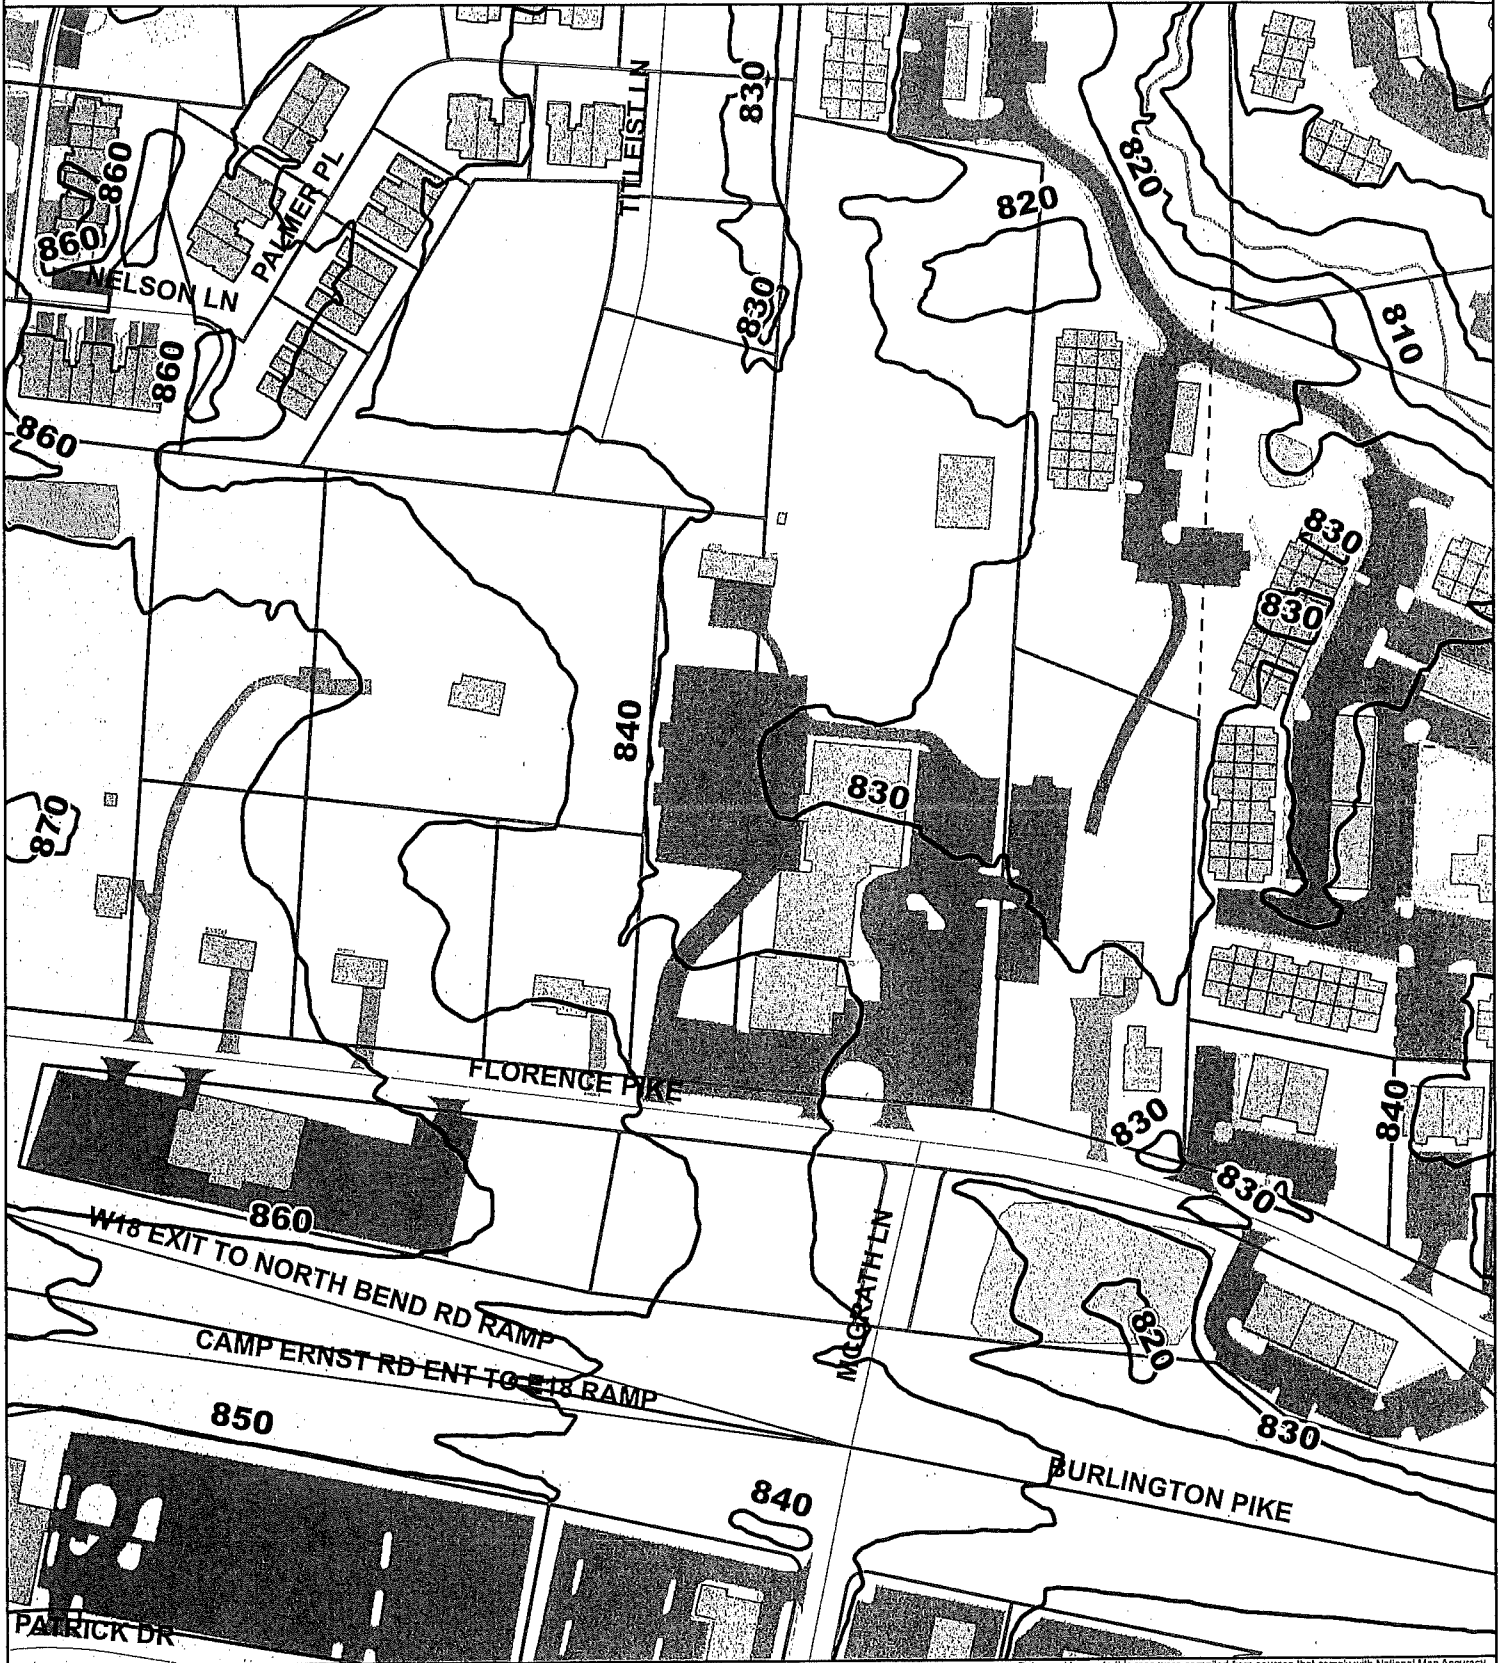 830
TITLEIST LN
820
860
PALMER PL
820
860
NELSON LN
830
810
860
860
830
830
840
830
870
FLORENCE PIKE
830
840
830
860
W18 EXIT TO NORTH BEND RD RAMP
MCGRATH LN
820
CAMP ERNST RD ENT TO E18 RAMP
850
830
BURLINGTON PIKE
840
PATRICK DR